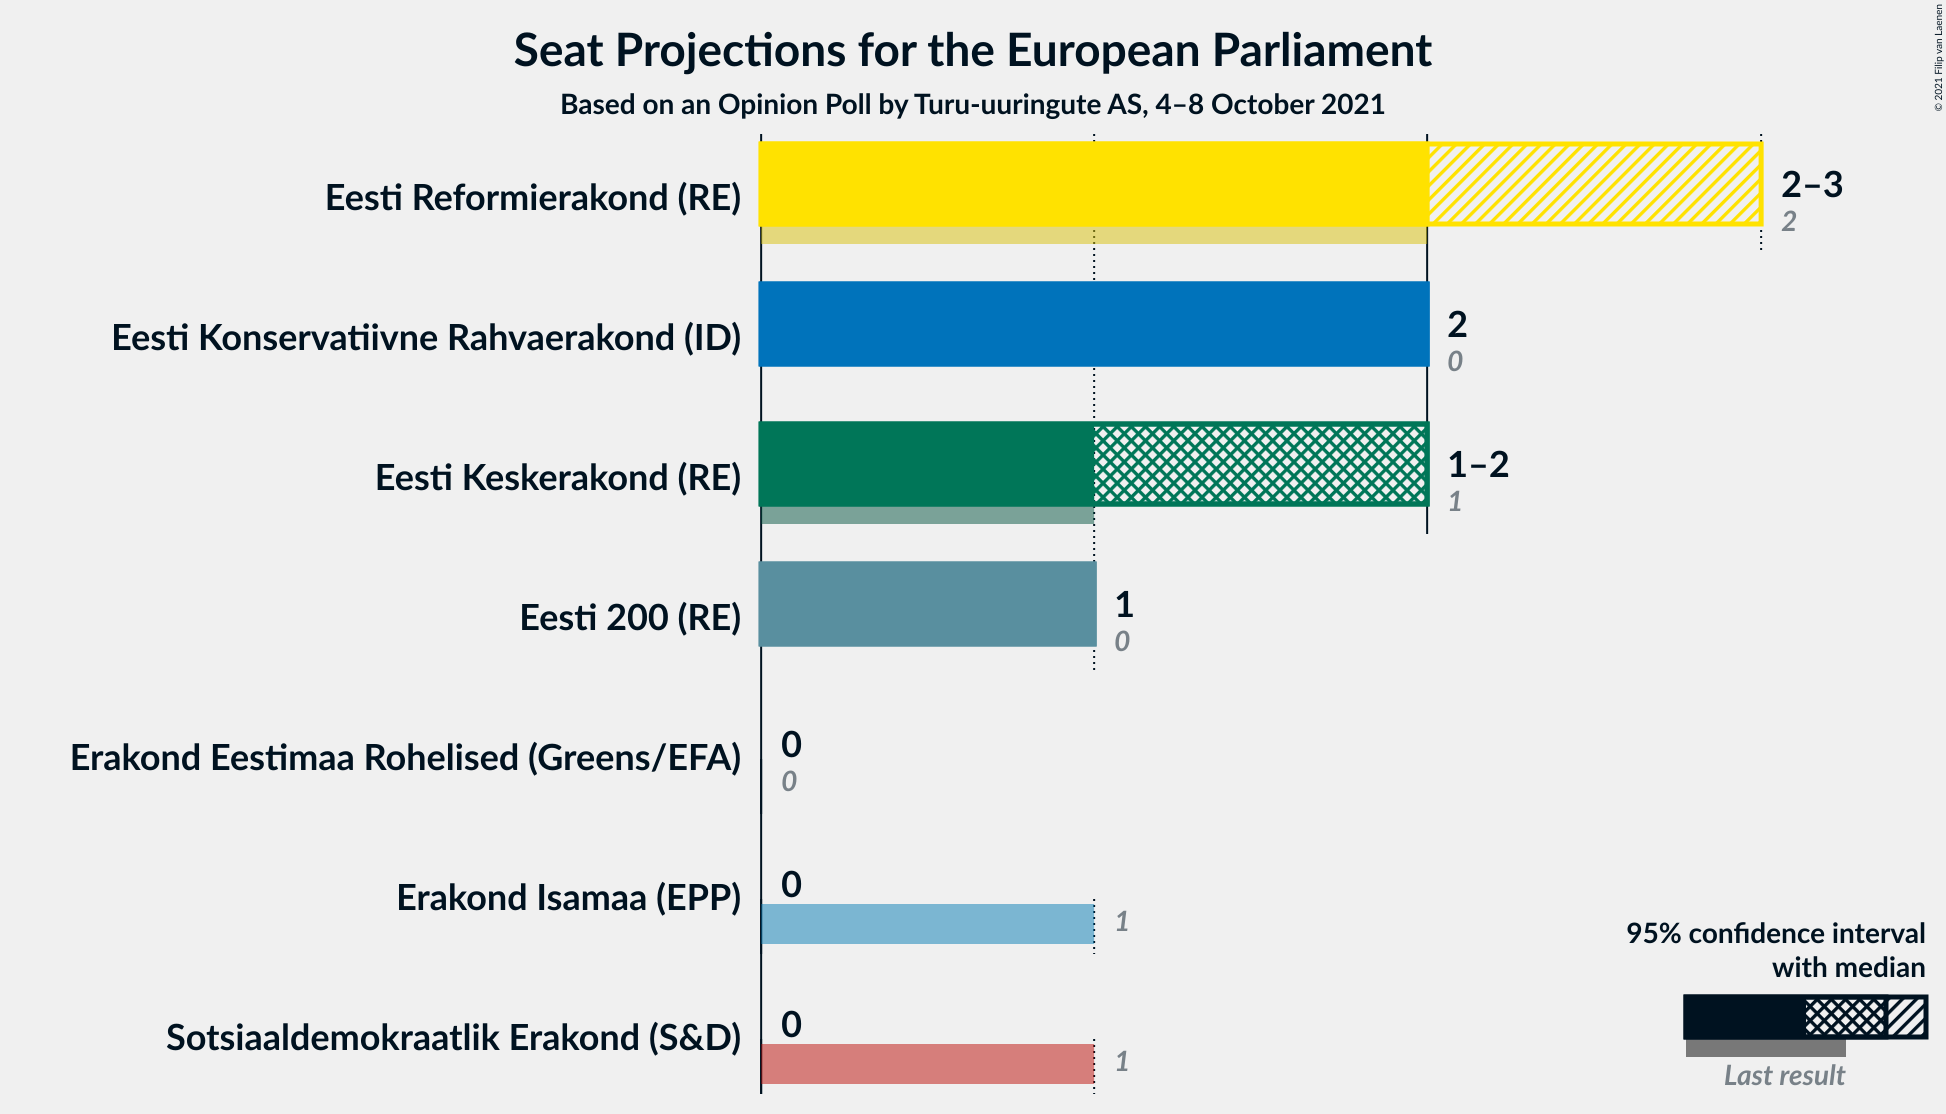 Seat Projections for the European Parliament
Based on an Opinion Poll by Turu-uuringute AS, 4–8 October 2021
© 2021 Filip van Laenen
Eesti Reformierakond (RE)
2–3
2
Eesti Konservatiivne Rahvaerakond (ID)
2
0
Eesti Keskerakond (RE)
1–2
1
Eesti 200 (RE)
1
0
Erakond Eestimaa Rohelised (Greens/EFA)
0
0
Erakond Isamaa (EPP)
0
1
Sotsiaaldemokraatlik Erakond (S&D)
0
1
95% confidence interval
with median
Last result